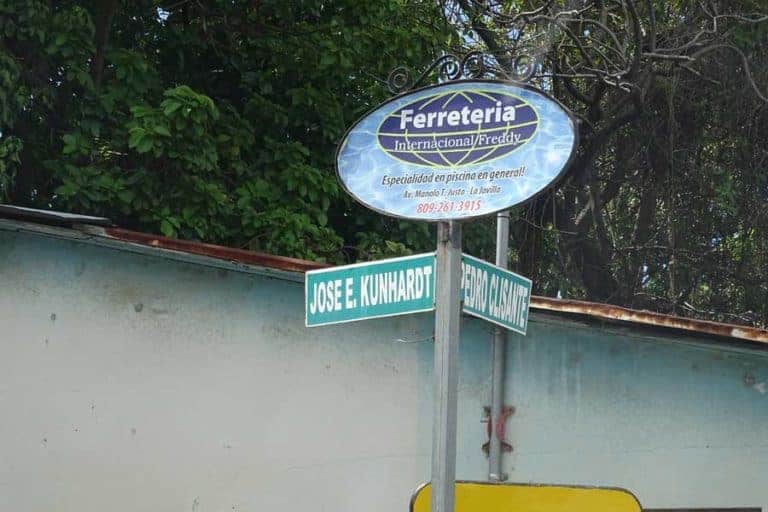 Ferreteria
Internacional Freddy
Especialidad en piscina en general!
Av. Manolo T. Justo - La Javilla
809-261-3915
JOSE E. KUNHARDT
PEDRO CLISANTE